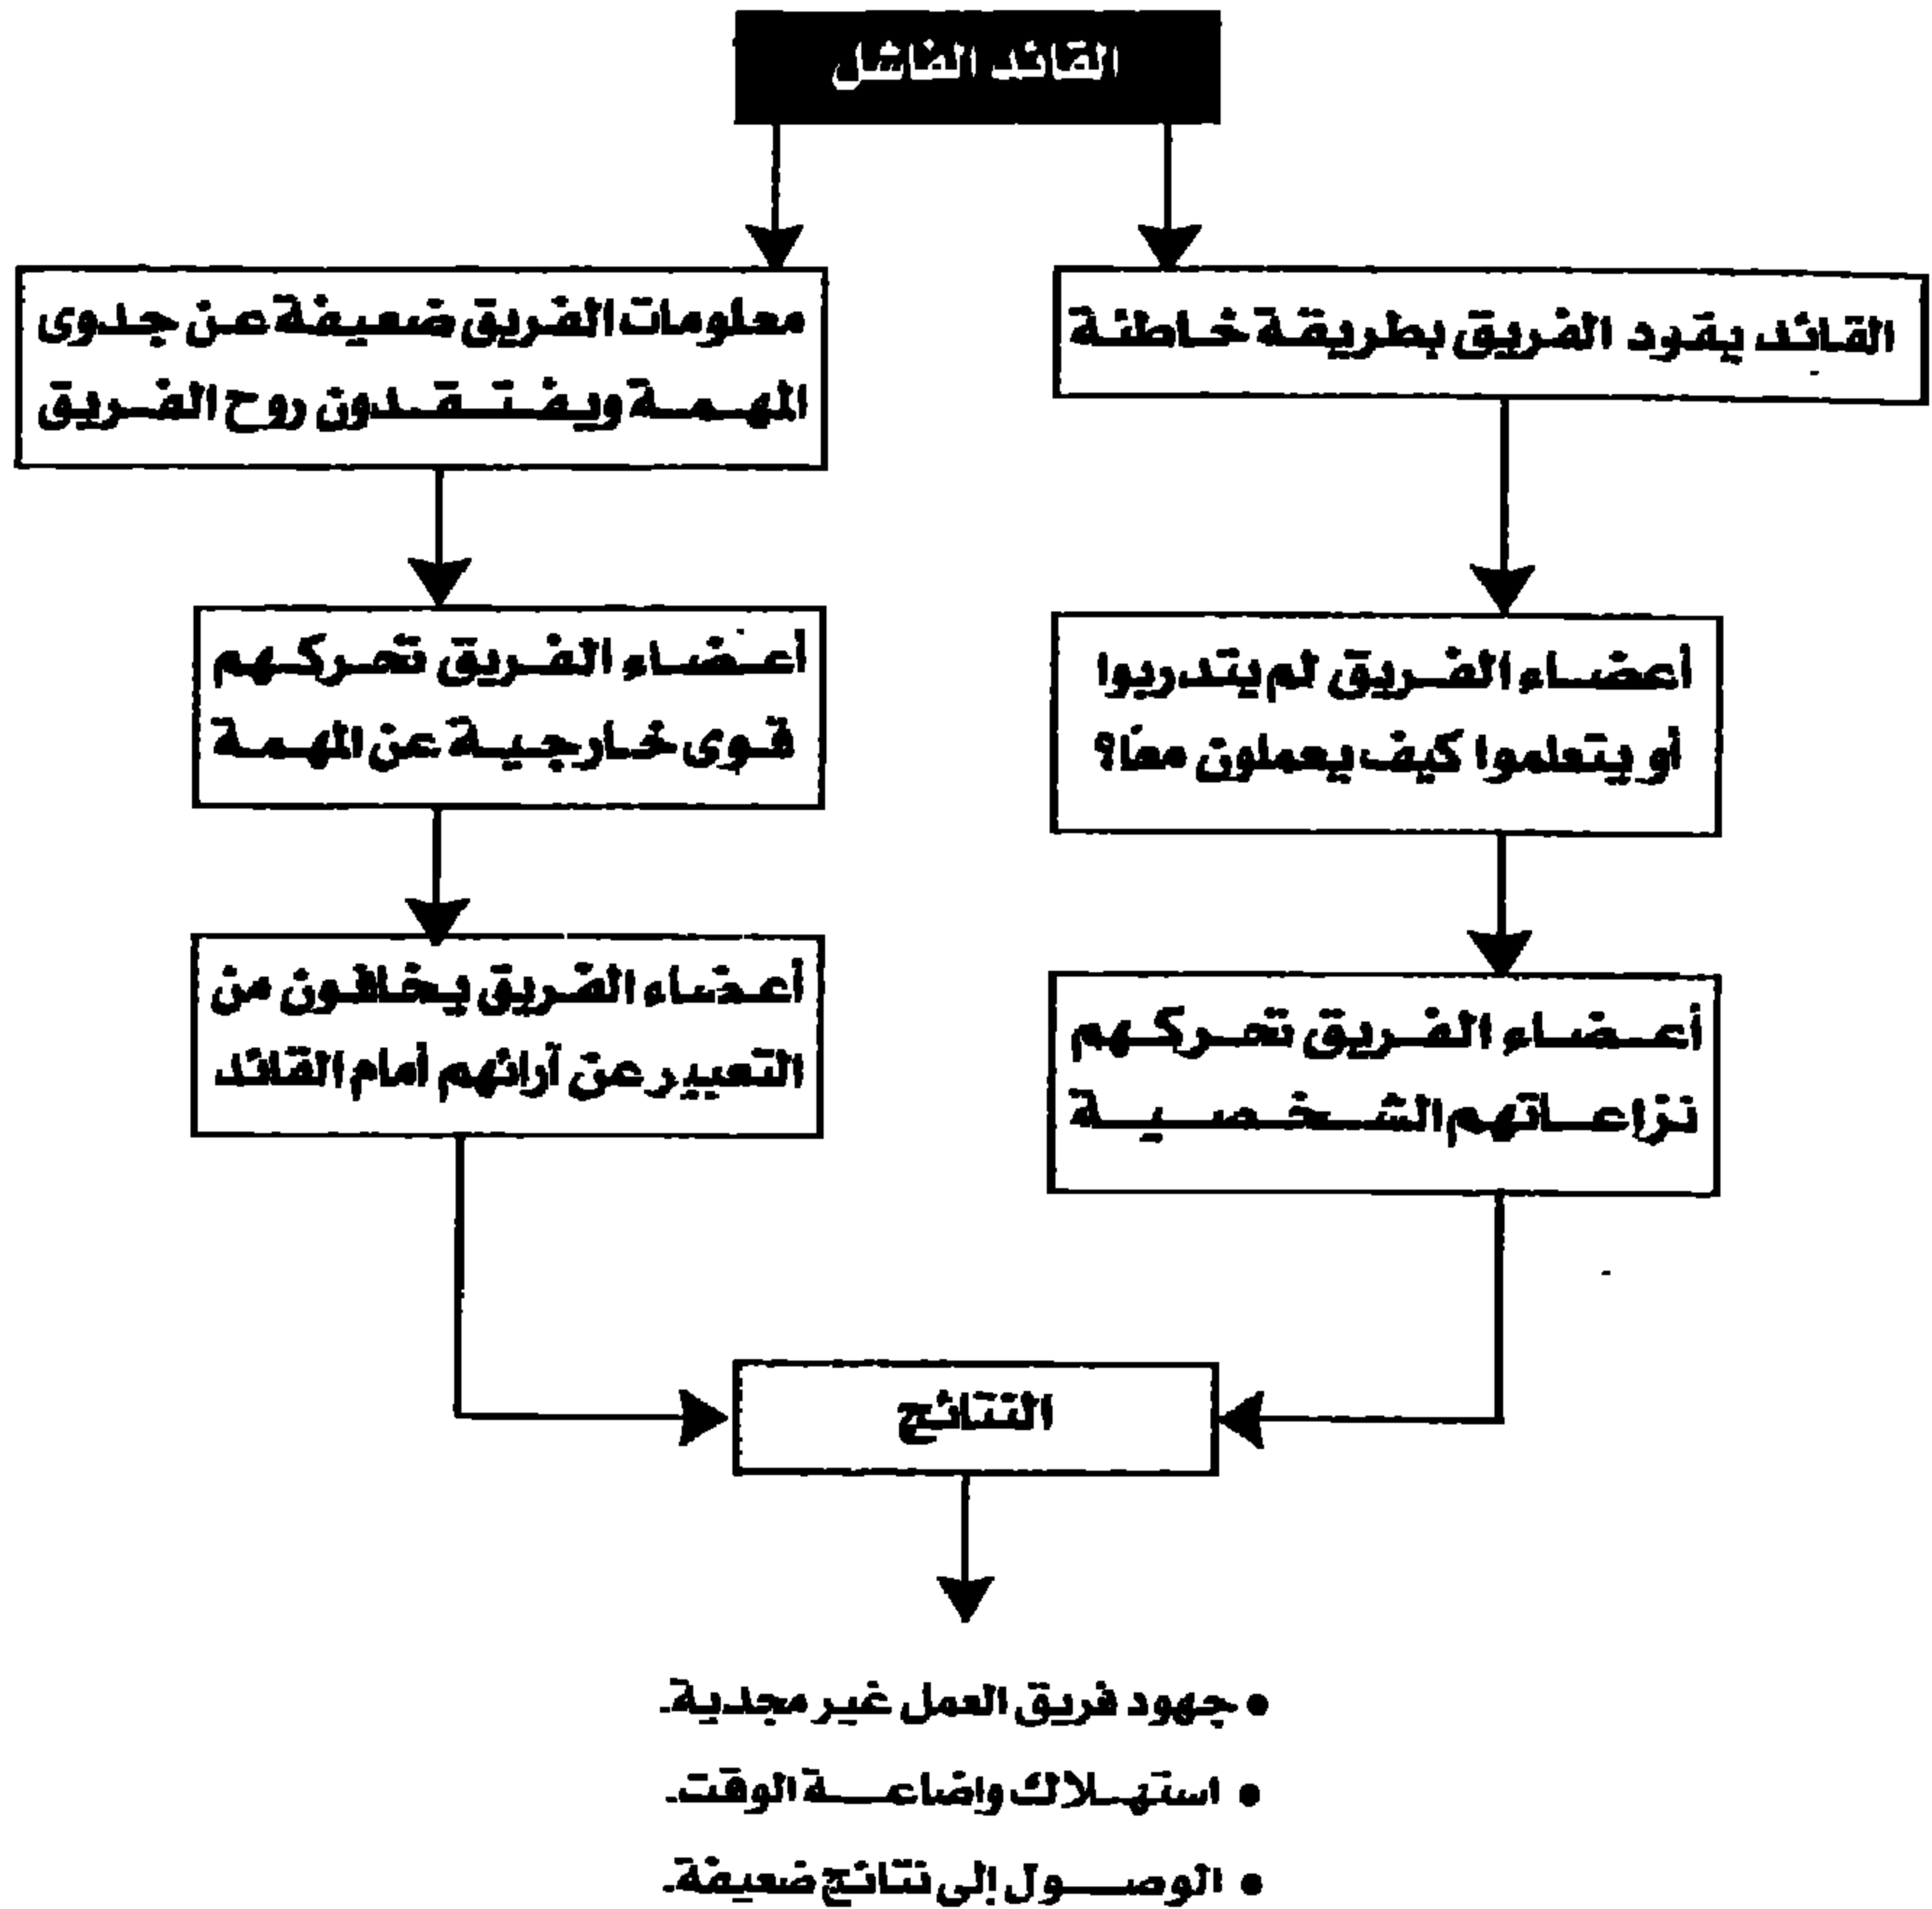 القائد الفاشل
القائد يقود الفريق بطريقة خاطئة
أعضاء الفريق لم يتدربوا
أو يتعلموا كيف يعملون معاً؟
أعضاء الفريق تحركهم
نزاعاتهم الشخصية
معلومات الفريق ضعيفة عن جدوى
المهمة ويفتقدون روح الفريق
أعضاء الفريق تحركهم
قوى خارجية عن المهمة
أعضاء الفريق يخافون من
التعبير عن آرائهم أمام القائد
النتائج
• جهود فريق العمل غير مجدية.
• استهلاك وإضاعة الوقت.
• الوصول إلى نتائج ضعيفة.